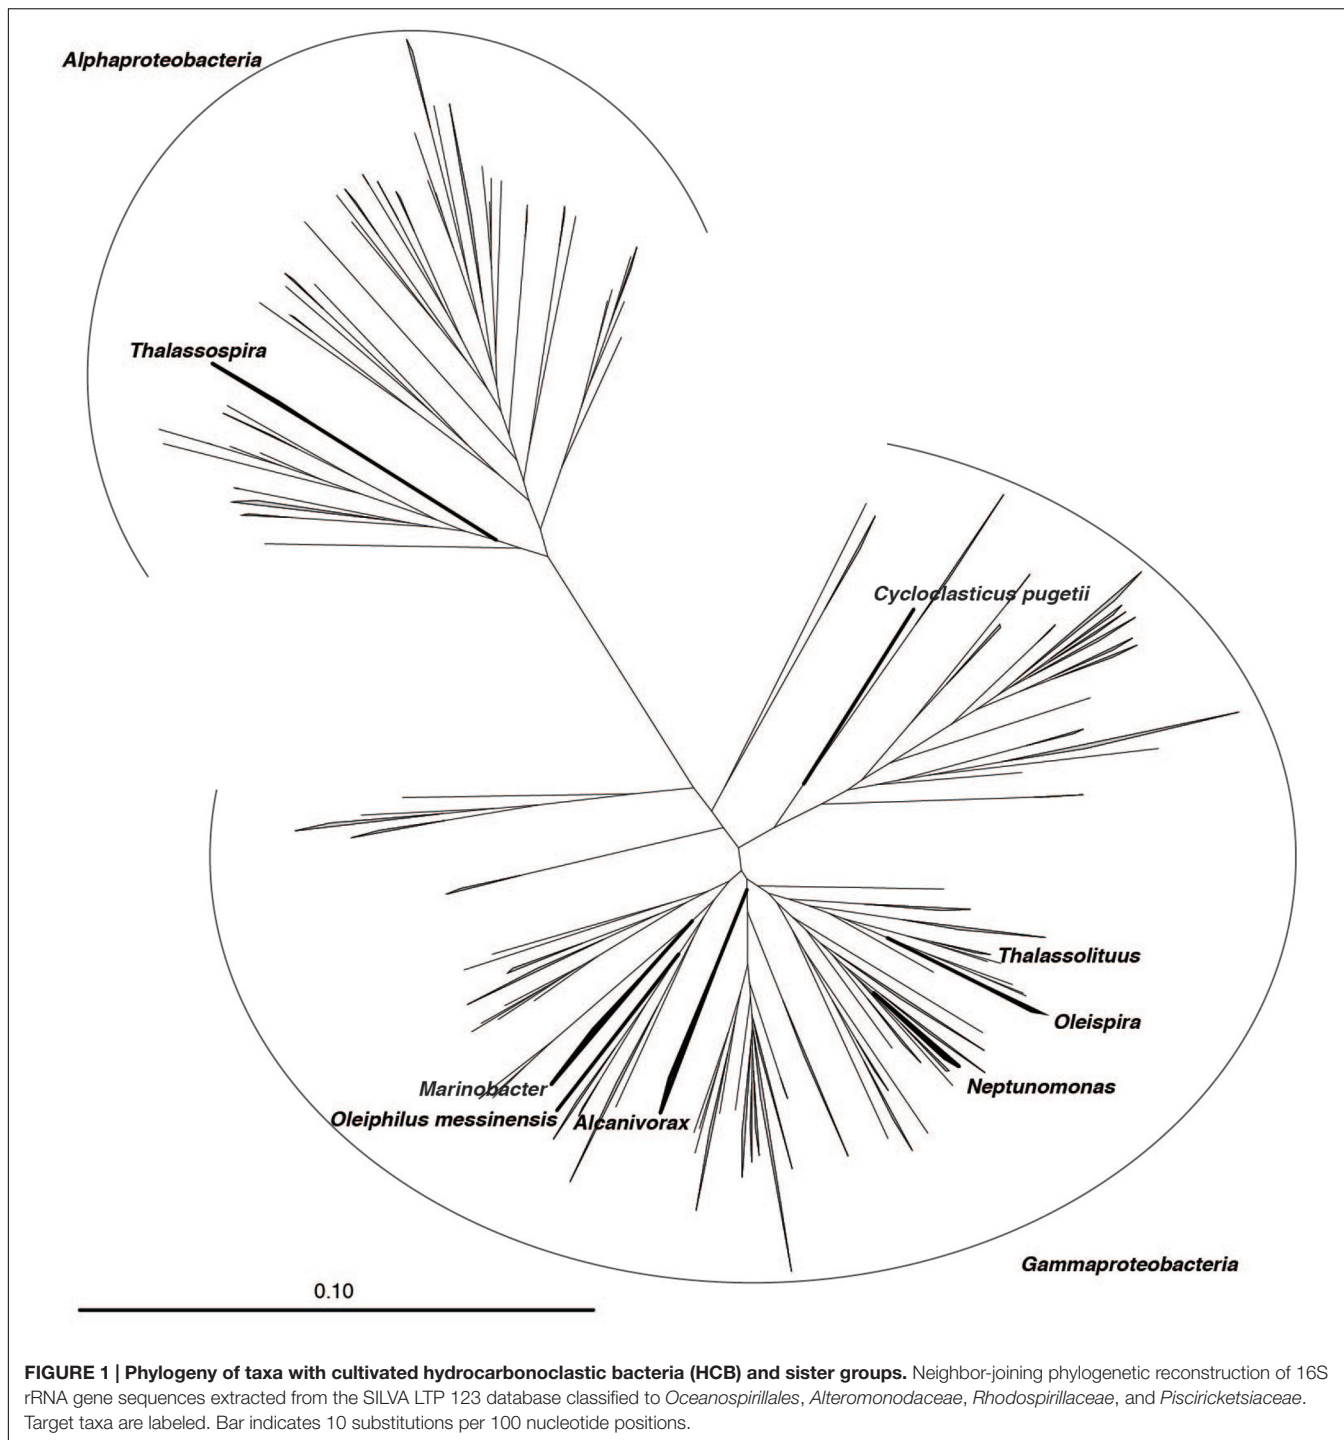 Alphaproteobacteria
Thalassospira
Cycloclasticus pugetii
Thalassolituus
Oleispira
Neptunomonas
Marinobacter
Oleiphilus messinensis
Alcanivorax
Gammaproteobacteria
0.10
FIGURE 1 | Phylogeny of taxa with cultivated hydrocarbonoclastic bacteria (HCB) and sister groups. Neighbor-joining phylogenetic reconstruction of 16S
rRNA gene sequences extracted from the SILVA LTP 123 database classified to Oceanospirillales, Alteromonodaceae, Rhodospirillaceae, and Pisciricketsiaceae.
Target taxa are labeled. Bar indicates 10 substitutions per 100 nucleotide positions.